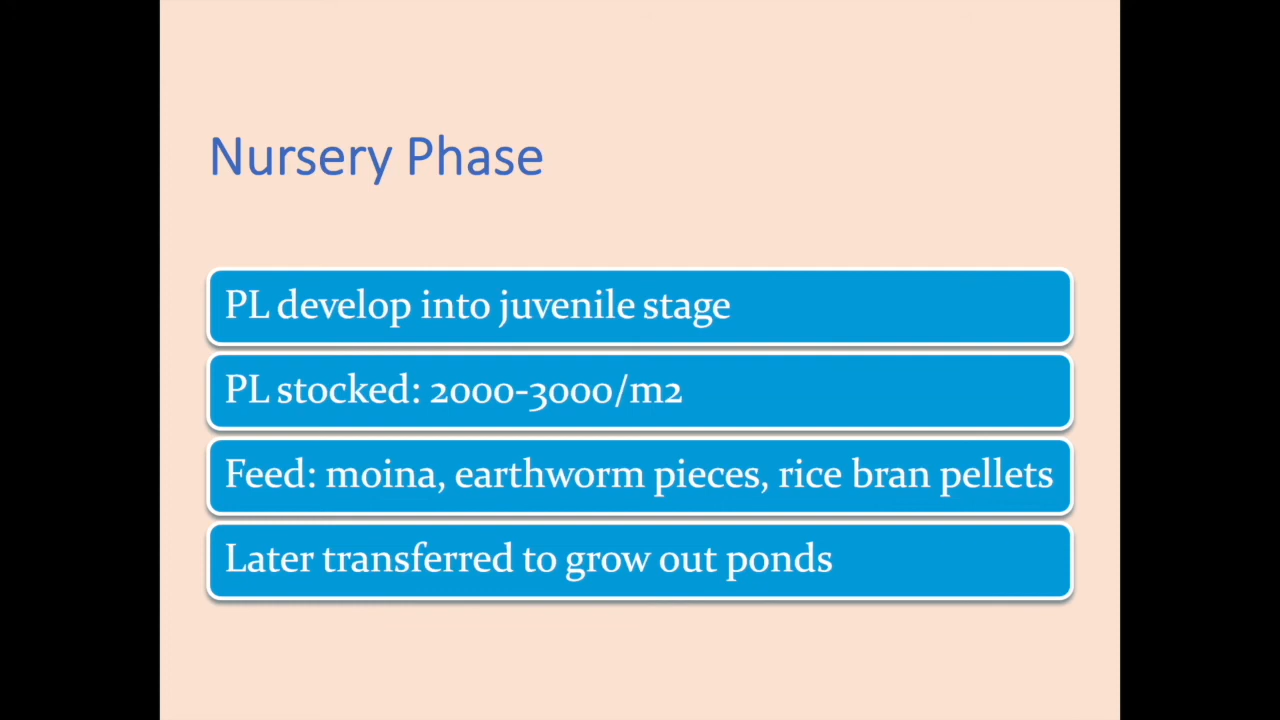 Nursery Phase
PL develop into juvenile stage
PL stocked: 2000-3000/m2
Feed: moina, earthworm pieces, rice bran pellets
Later transferred to grow out ponds